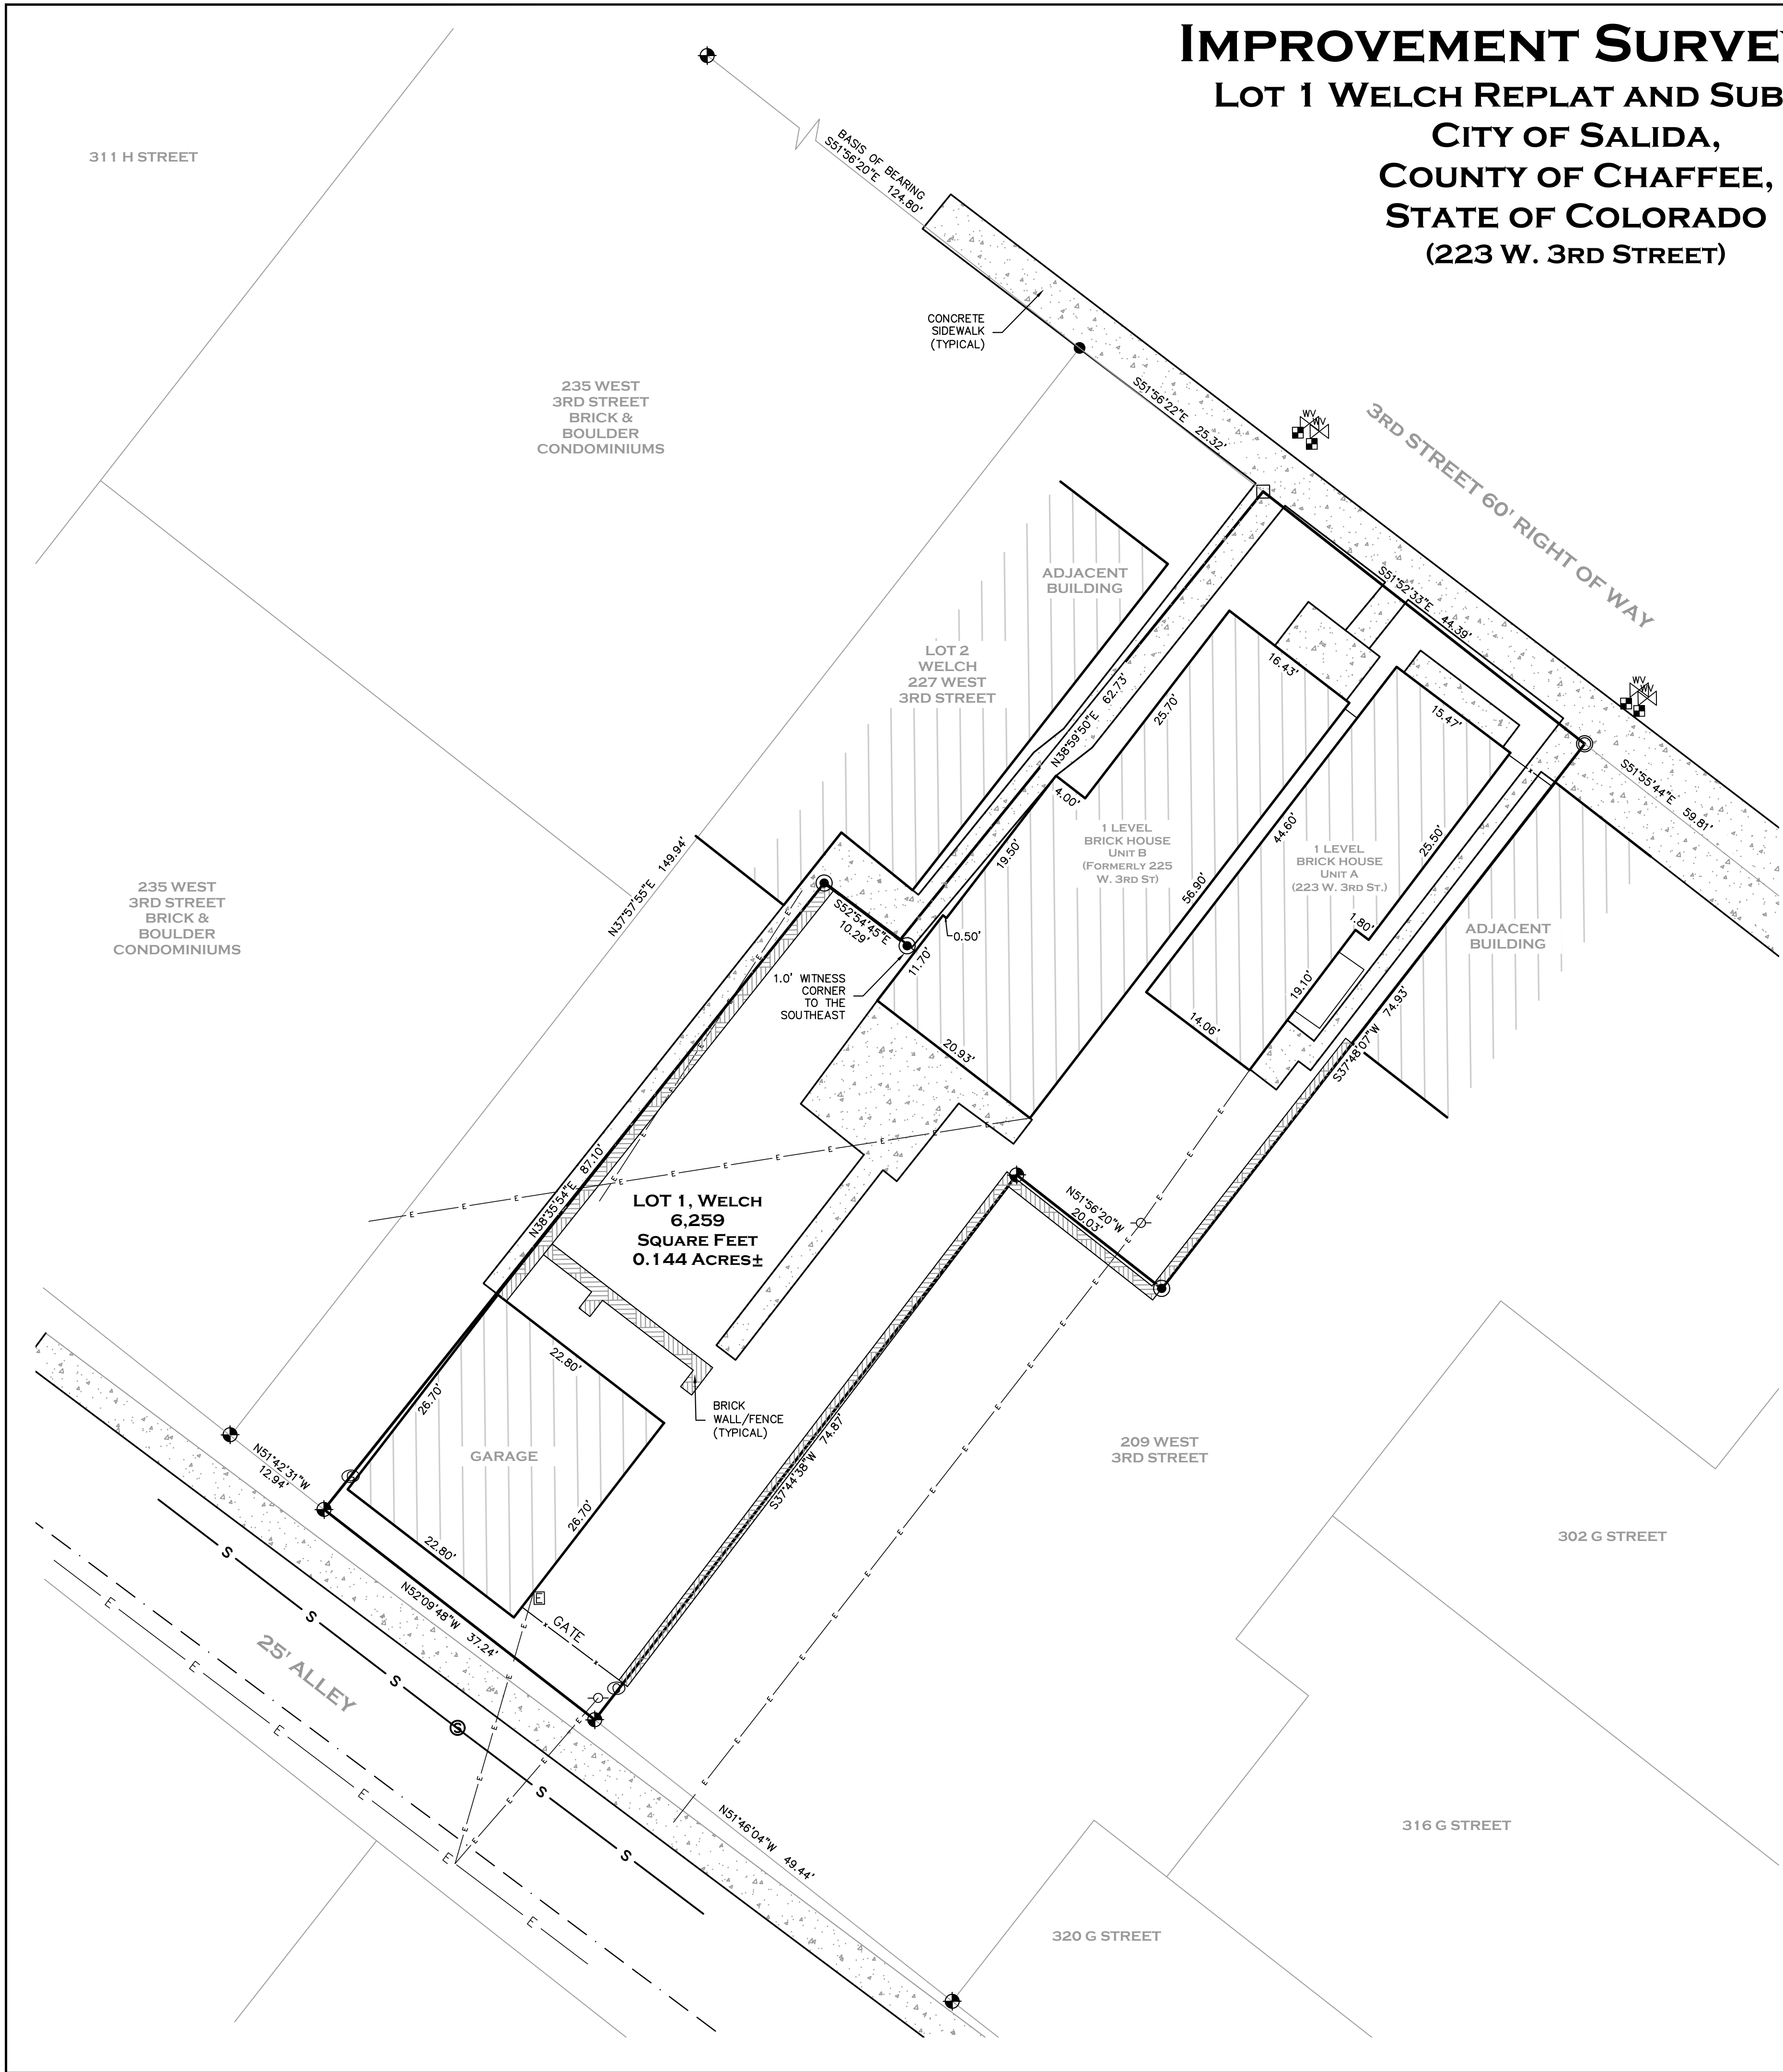 IMPROVEMENT SURVE
LOT 1 WELCH REPLAT AND SUB
CITY OF SALIDA,
COUNTY OF CHAFFEE,
STATE OF COLORADO
(223 W. 3RD STREET)
311 H STREET
BASIS OF BEARING
S51°56'20"E 124.80'
CONCRETE
SIDEWALK
(TYPICAL)
235 WEST
3RD STREET
BRICK &
BOULDER
CONDOMINIUMS
S51°56'22"E 25.32'
WV
WV
3RD STREET 60' RIGHT OF WAY
ADJACENT
BUILDING
S51°52'33"E 44.39'
LOT 2
WELCH
227 WEST
3RD STREET
16.43'
N38°59'50"E 62.73'
25.70'
WV
WV
15.47'
S51°55'44"E 59.81'
4.00'
1 LEVEL
BRICK HOUSE
UNIT B
(FORMERLY 225
W. 3RD ST)
44.60'
1 LEVEL
BRICK HOUSE
UNIT A
(223 W. 3RD ST.)
25.50'
19.50'
56.90'
N37°57'55"E 149.94'
235 WEST
3RD STREET
BRICK &
BOULDER
CONDOMINIUMS
S52°54'45"E
10.29'
0.50'
11.70'
1.80'
ADJACENT
BUILDING
1.0' WITNESS
CORNER
TO THE
SOUTHEAST
19.10'
14.06'
S37°48'07"W 74.93'
20.93'
N38°35'54"E 87.10'
LOT 1, WELCH
6,259
SQUARE FEET
0.144 ACRES±
N51°56'20"W
20.03'
22.80'
26.70'
BRICK
WALL/FENCE
(TYPICAL)
GARAGE
S37°44'38"W 74.87'
209 WEST
3RD STREET
N51°42'31"W
12.94'
26.70'
22.80'
302 G STREET
E
GATE
N52°09'48"W 37.24'
25' ALLEY
S
S
S
S
S
S
E
E
E
E
E
E
N51°46'04"W 49.44'
316 G STREET
320 G STREET